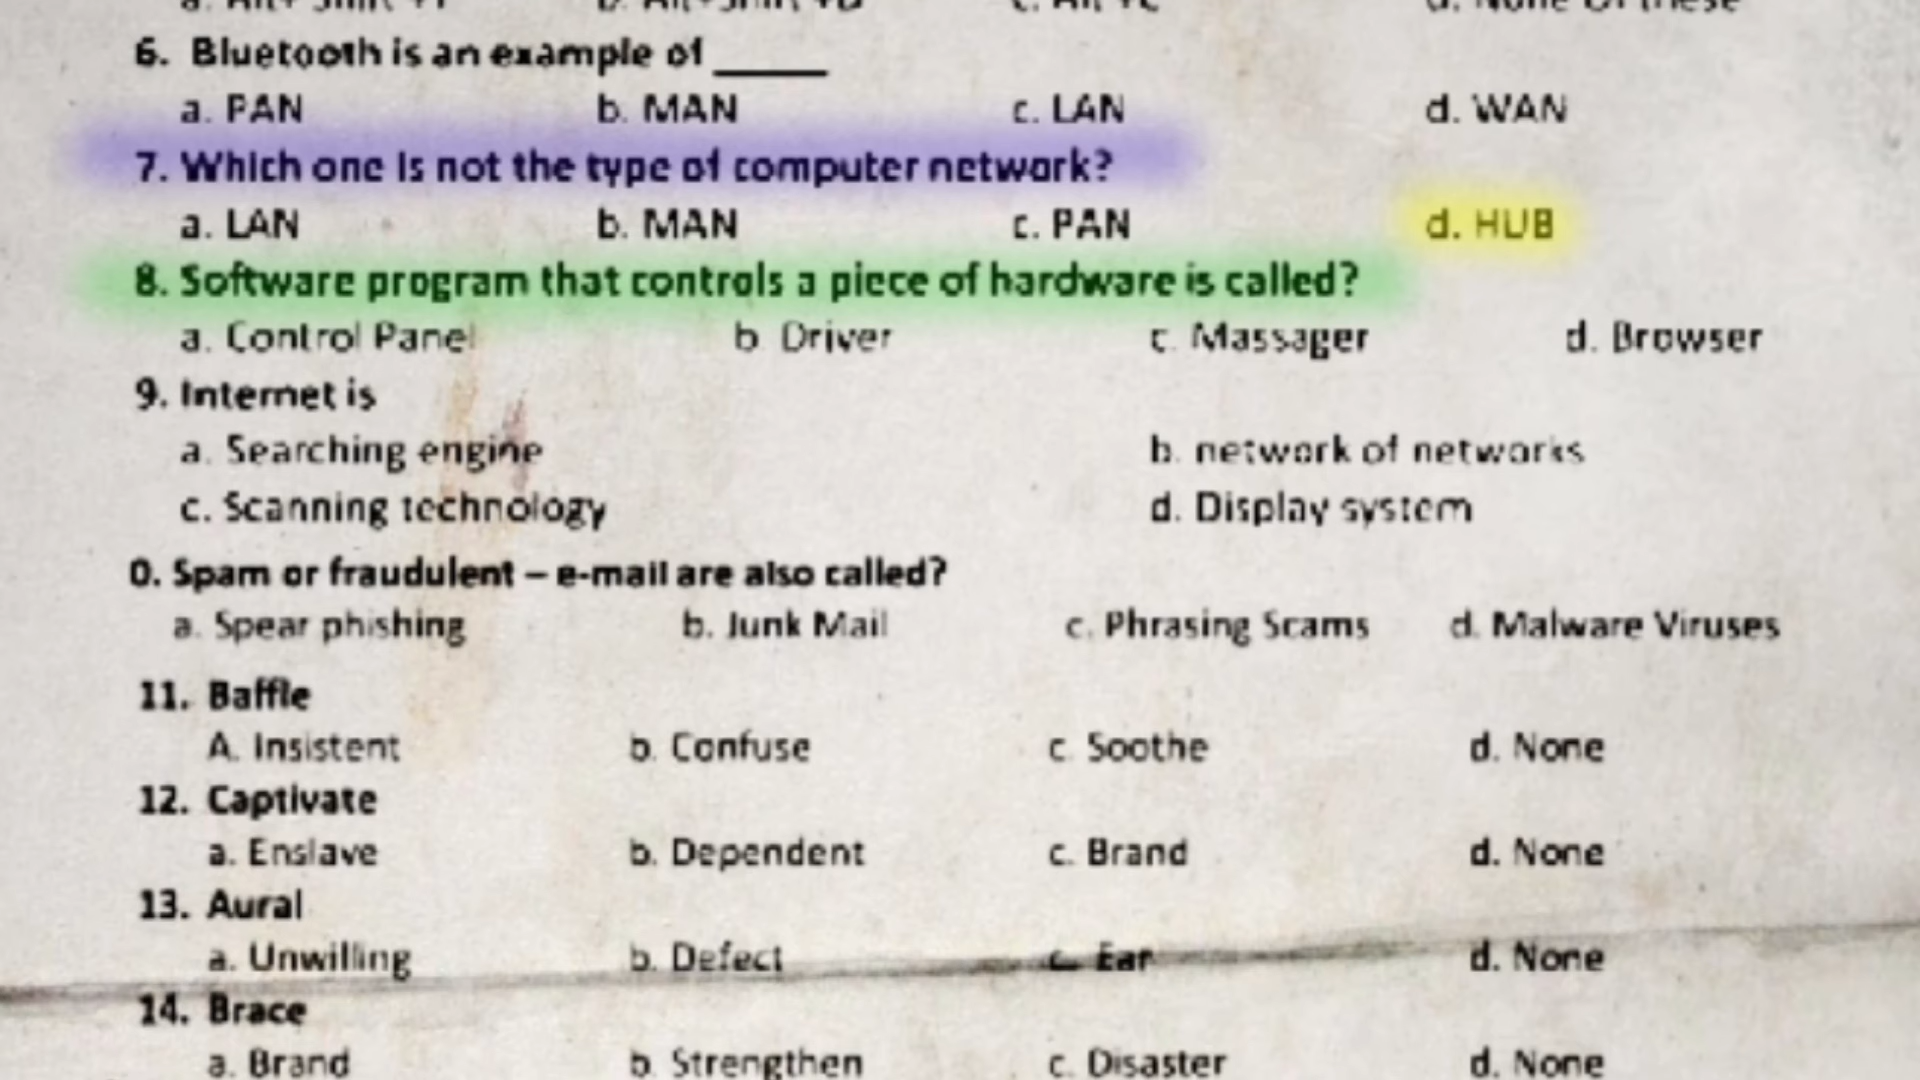 6. Bluetooth is an example of _____
a. PAN b. MAN c. LAN d. WAN
7. Which one is not the type of computer network?
a. LAN b. MAN c. PAN d. HUB
8. Software program that controls a piece of hardware is called?
a. Control Panel b Driver c. Massager d. Browser
9. Internet is
a. Searching engine b. network of networks
c. Scanning technology d. Display system
0. Spam or fraudulent – e-mail are also called?
a. Spear phishing b. Junk Mail c. Phrasing Scams d. Malware Viruses
11. Baffle
A. Insistent b. Confuse c. Soothe d. None
12. Captivate
a. Enslave b. Dependent c. Brand d. None
13. Aural
a. Unwilling b. Defect c. Ear d. None
14. Brace
a. Brand b. Strengthen c. Disaster d. None